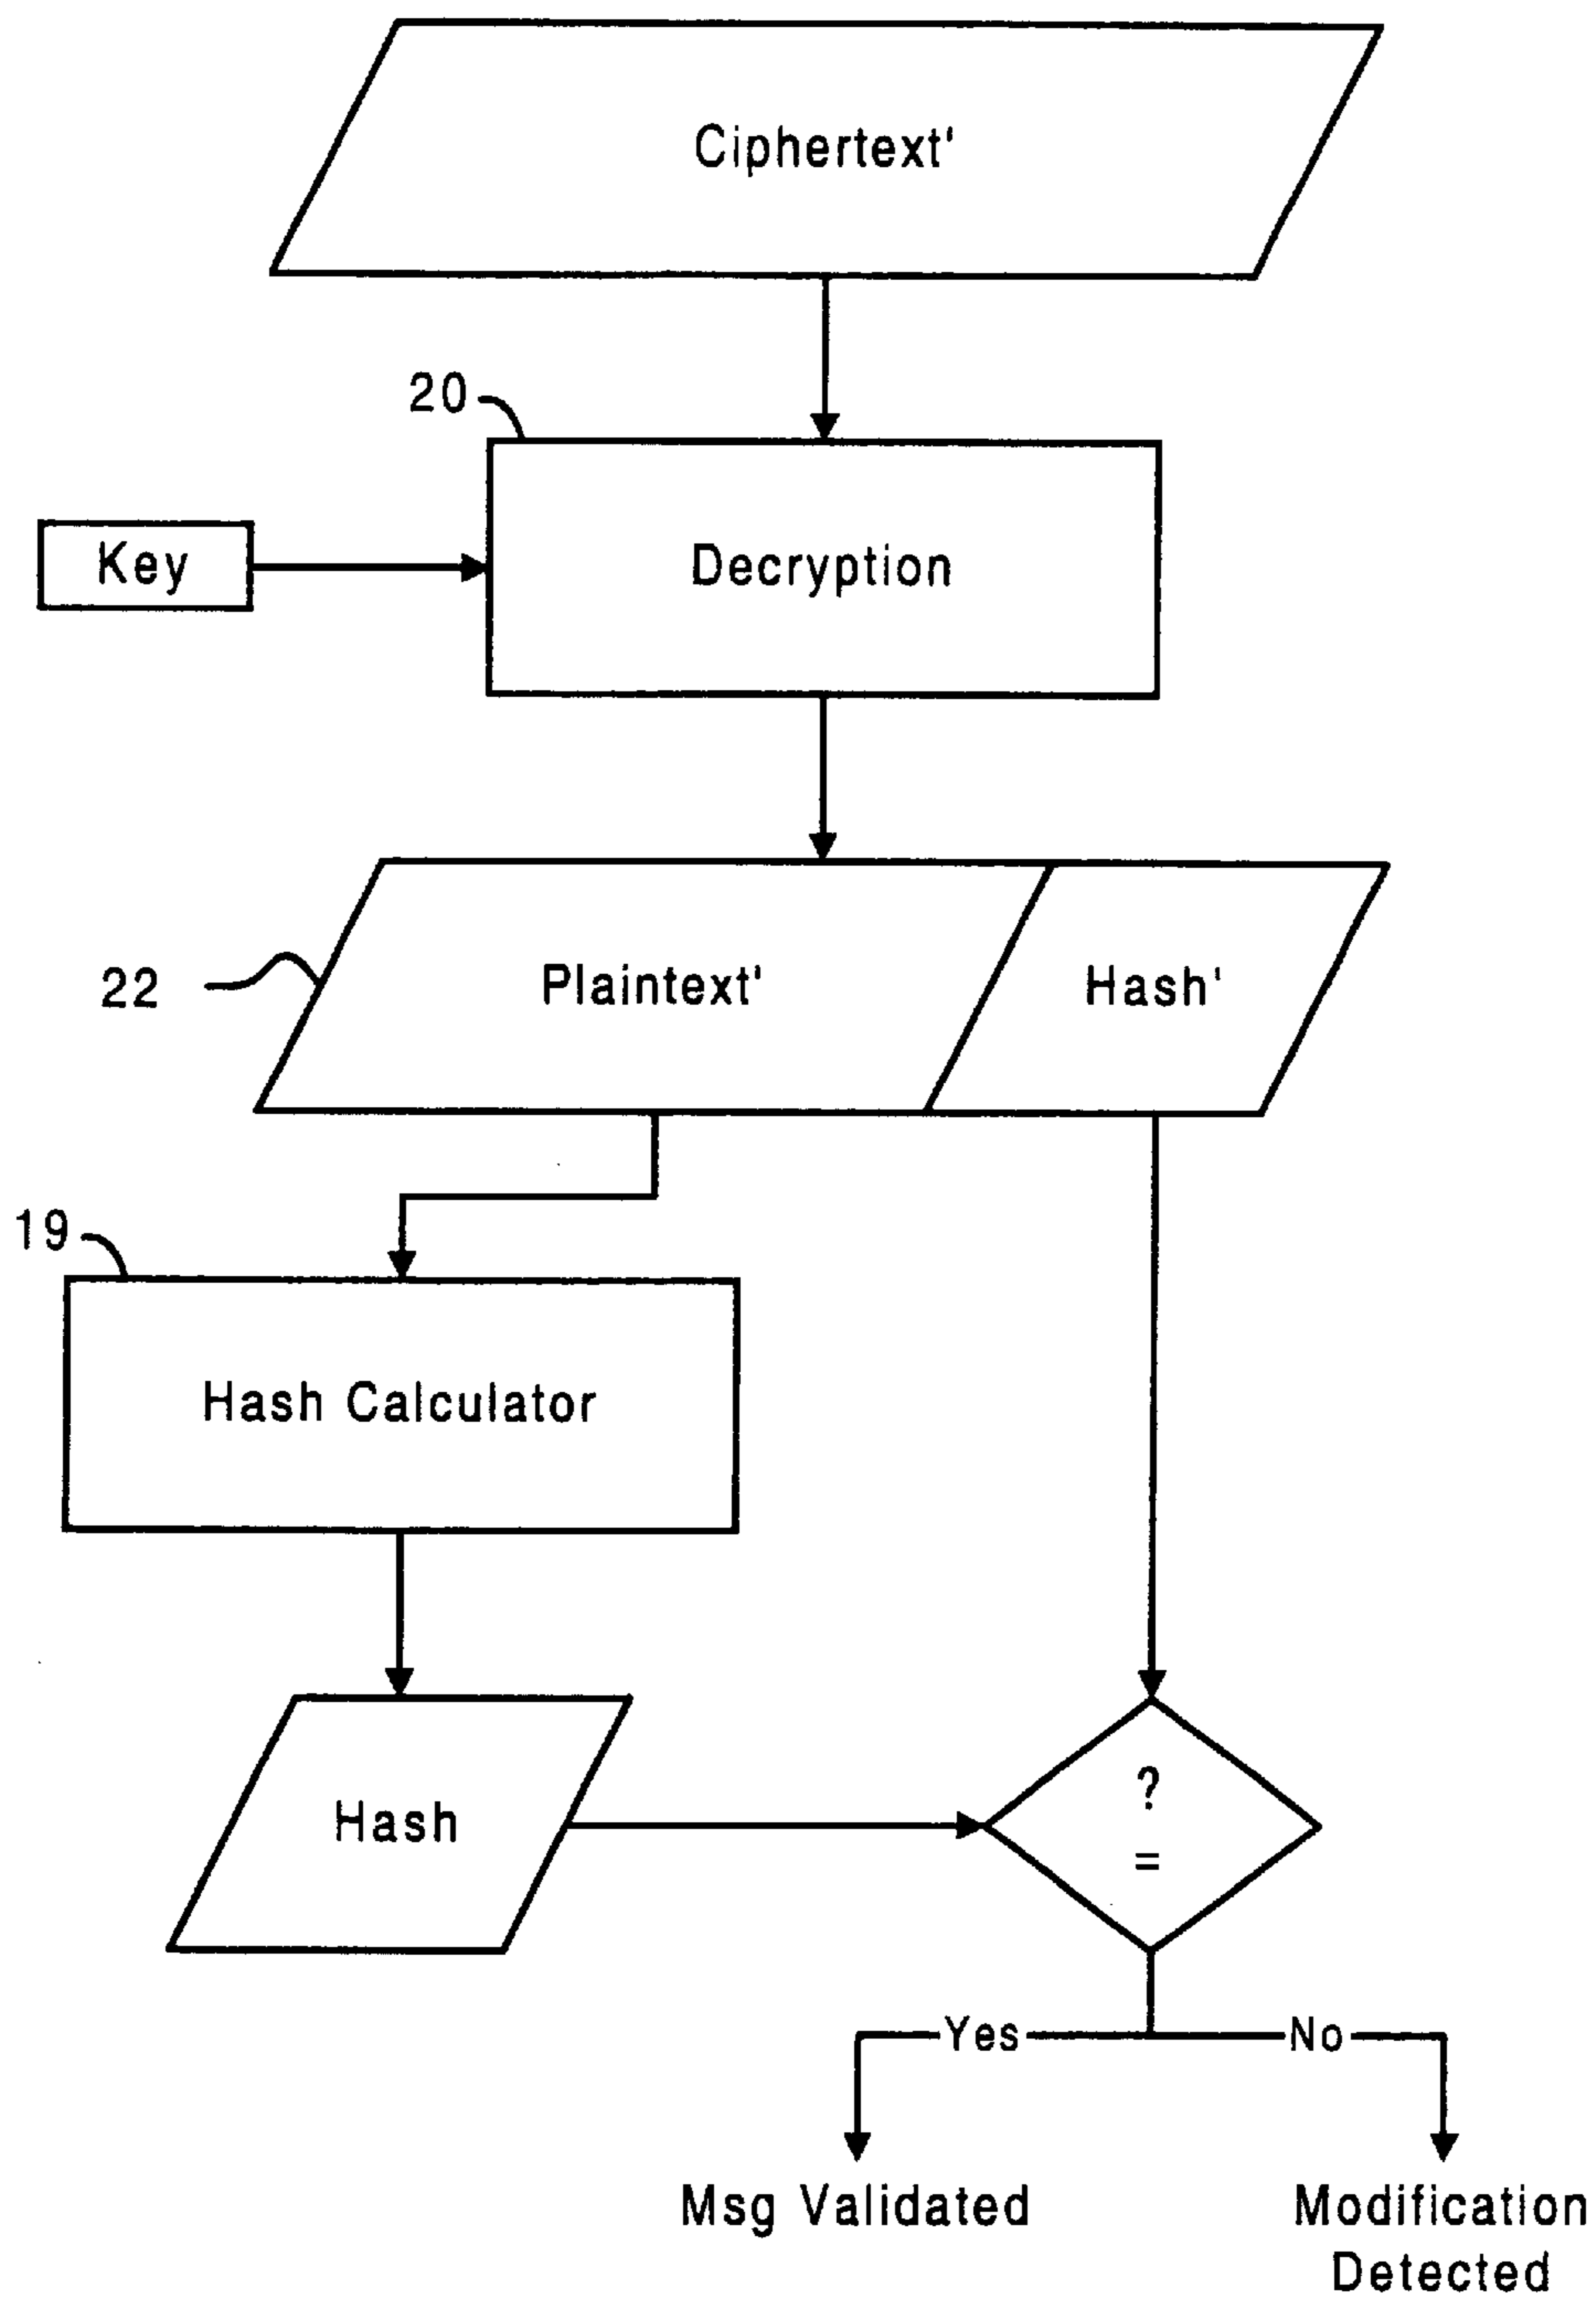 Ciphertext'
20
Key
Decryption
22
Plaintext'
Hash'
19
Hash Calculator
Hash
?
=
Yes
No
Msg Validated
Modification
Detected